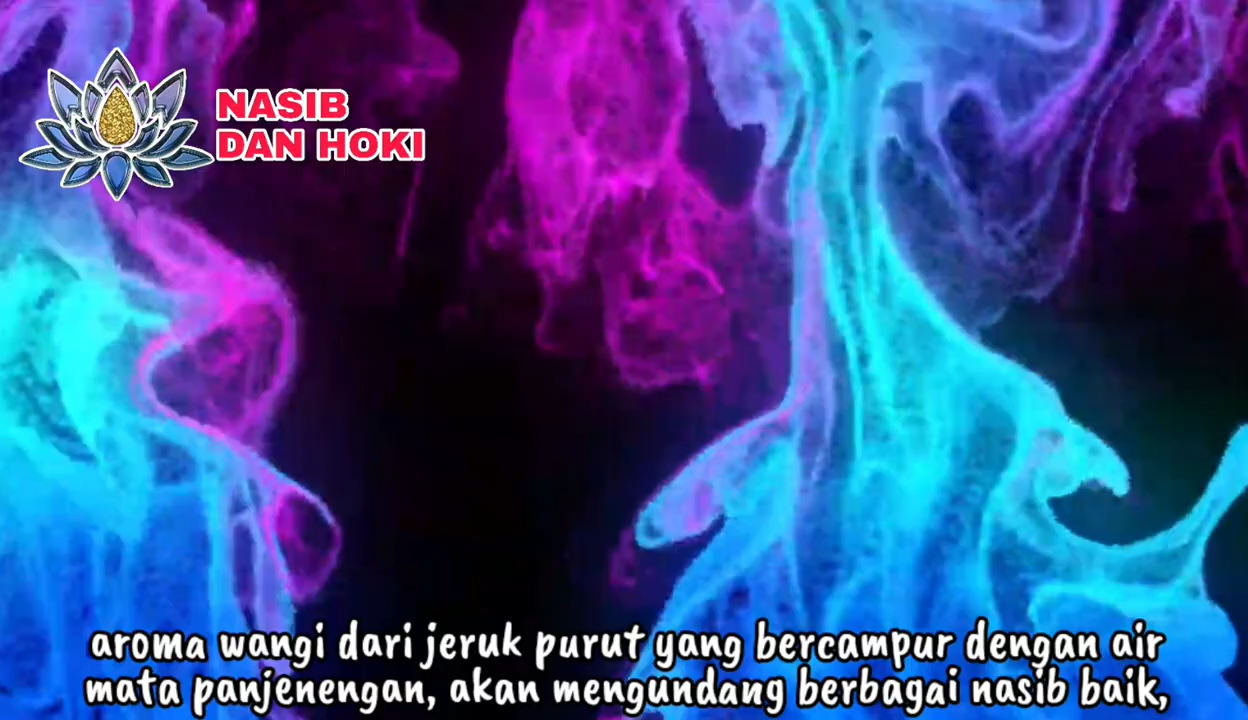 NASIB
DAN HOKI
aroma wangi dari jeruk purut yang bercampur dengan air
mata panjenengan, akan mengundang berbagai nasib baik,